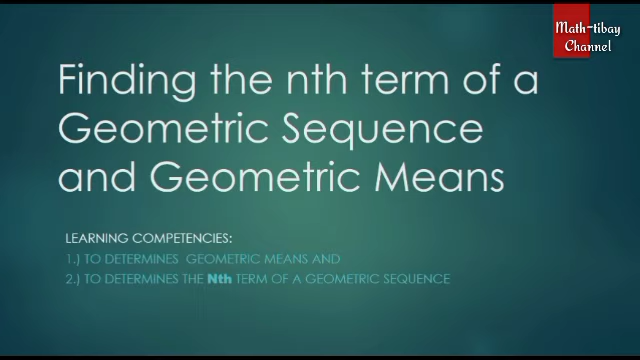 Math-tibay
Channel
Finding the nth term of a
Geometric Sequence
and Geometric Means
LEARNING COMPETENCIES:
1.) TO DETERMINES GEOMETRIC MEANS AND
2.) TO DETERMINES THE Nth TERM OF A GEOMETRIC SEQUENCE